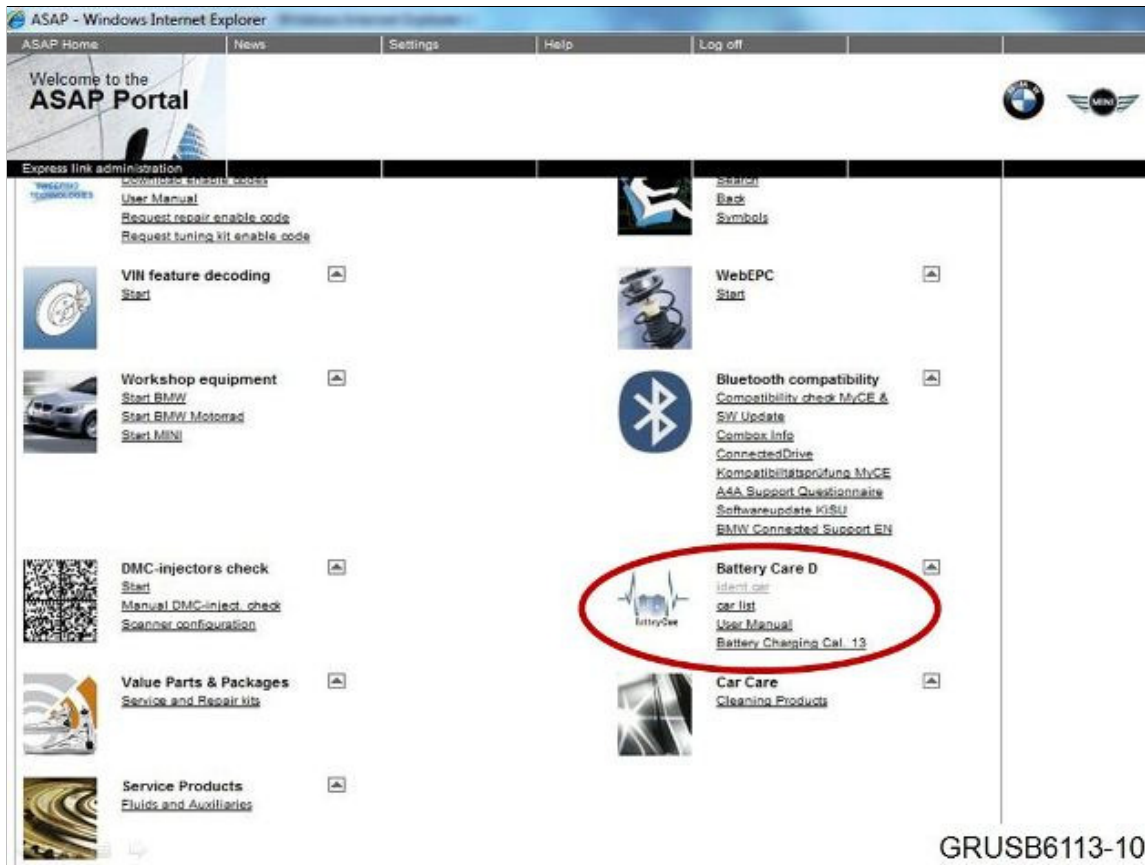 ASAP - Windows Internet Explorer
ASAP Home News Settings Help Log off
Welcome to the
ASAP Portal
MINI
Express link administration
Download enable codes
User Manual
Request repair enable code
Request tuning kit enable code
Search
Back
Symbols
VIN feature decoding
Start
WebEPC
Start
Workshop equipment
Start BMW
Start BMW Motorrad
Start MINI
Bluetooth compatibility
Compatibility check MyCE &
SW Update
Combox Info
ConnectedDrive
Kompatibilitätsprüfung MyCE
A4A Support Questionnaire
Softwareupdate KISU
BMW Connected Support EN
DMC-injectors check
Start
Manual DMC-inject. check
Scanner configuration
BatteryCare
Battery Care D
ident car
car list
User Manual
Battery Charging Cal. 13
Value Parts & Packages
Service and Repair kits
Car Care
Cleaning Products
Service Products
Fluids and Auxiliaries
GRUSB6113-10